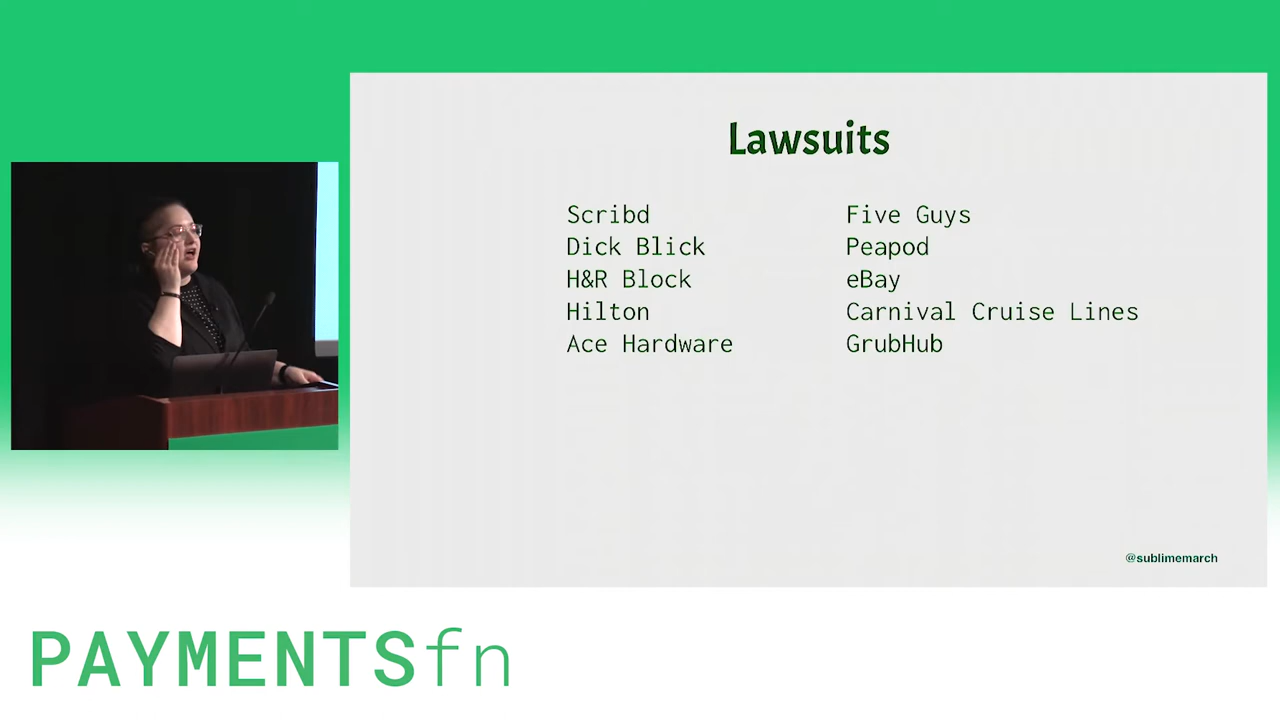 Lawsuits
Scribd
Dick Blick
H&R Block
Hilton
Ace Hardware
Five Guys
Peapod
eBay
Carnival Cruise Lines
GrubHub
@sublimemarch
PAYMENTSfn